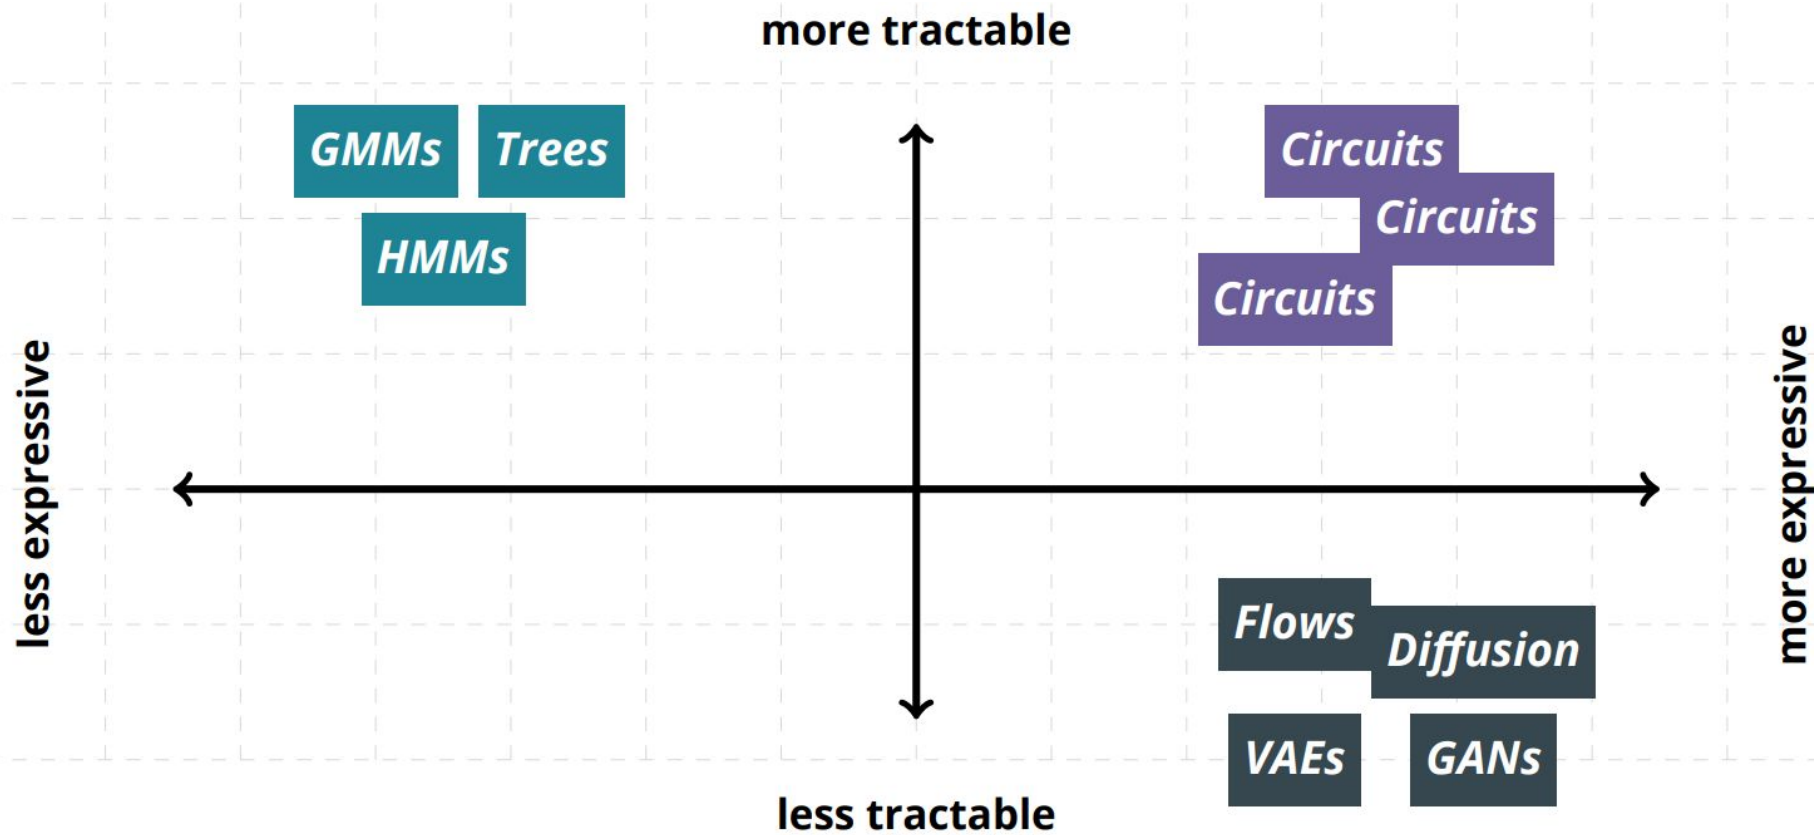 more tractable
GMMs
Trees
HMMs
Circuits
Circuits
Circuits
less expressive
more expressive
Flows
Diffusion
VAEs
GANs
less tractable